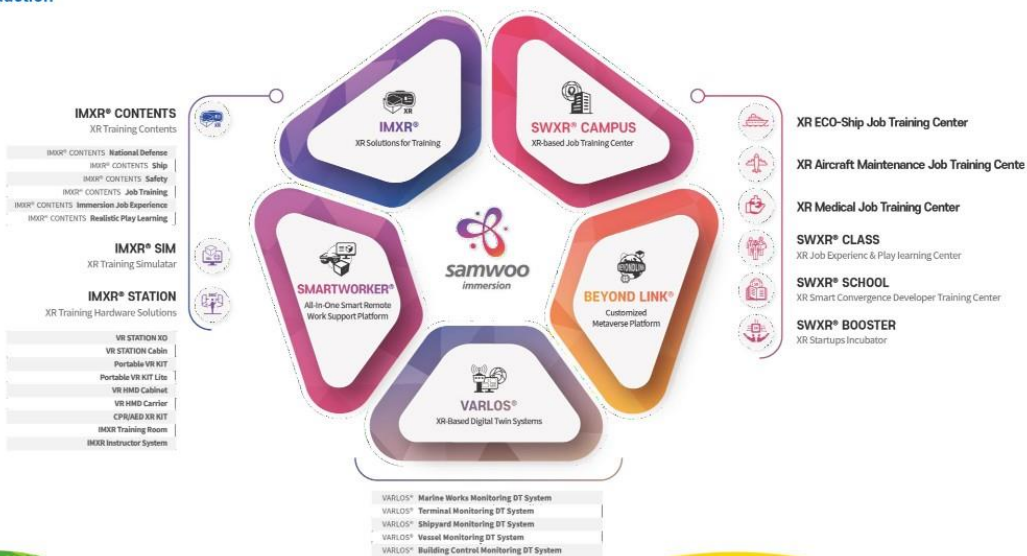 IMXR® CONTENTS
XR Training Contents
IMXR® CONTENTS National Defense
IMXR® CONTENTS Ship
IMXR® CONTENTS Safety
IMXR® CONTENTS Job Training
IMXR® CONTENTS Immersion Job Experience
IMXR® CONTENTS Realistic Play Learning
IMXR® SIM
XR Training Simulatar
IMXR® STATION
XR Training Hardware Solutions
VR STATION XD
VR STATION Cabin
Portable VR KIT
Portable VR KIT Lite
VR HMD Cabinet
VR HMD Carrier
CPR/AED XR KIT
IMXR Training Room
IMXR Instructor System
XR
IMXR®
XR Solutions for Training
SWXR® CAMPUS
XR-based Job Training Center
SMARTWORKER®
All-In-One Smart Remote
Work Support Platform
samwoo
immersion
BEYONDLINK
BEYOND LINK®
Customized
Metaverse Platform
VARLOS®
XR-Based Digital Twin Systems
VARLOS® Marine Works Monitoring DT System
VARLOS® Terminal Monitoring DT System
VARLOS® Shipyard Monitoring DT System
VARLOS® Vessel Monitoring DT System
VARLOS® Building Control Monitoring DT System
XR ECO-Ship Job Training Center
XR Aircraft Maintenance Job Training Cente
XR Medical Job Training Center
SWXR® CLASS
XR Job Experienc & Play learning Center
SWXR® SCHOOL
XR Smart Convergence Developer Training Center
SWXR® BOOSTER
XR Startups Incubator